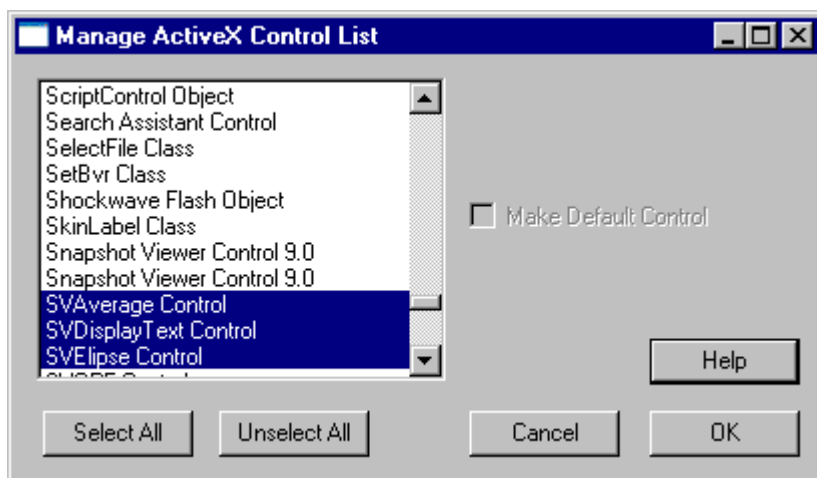 Manage ActiveX Control List
ScriptControl Object
Search Assistant Control
SelectFile Class
SetBvr Class
Shockwave Flash Object
SkinLabel Class
Snapshot Viewer Control 9.0
Snapshot Viewer Control 9.0
SVAverage Control
SVDisplayText Control
SVElipse Control
Make Default Control
Help
Select All
Unselect All
Cancel
OK